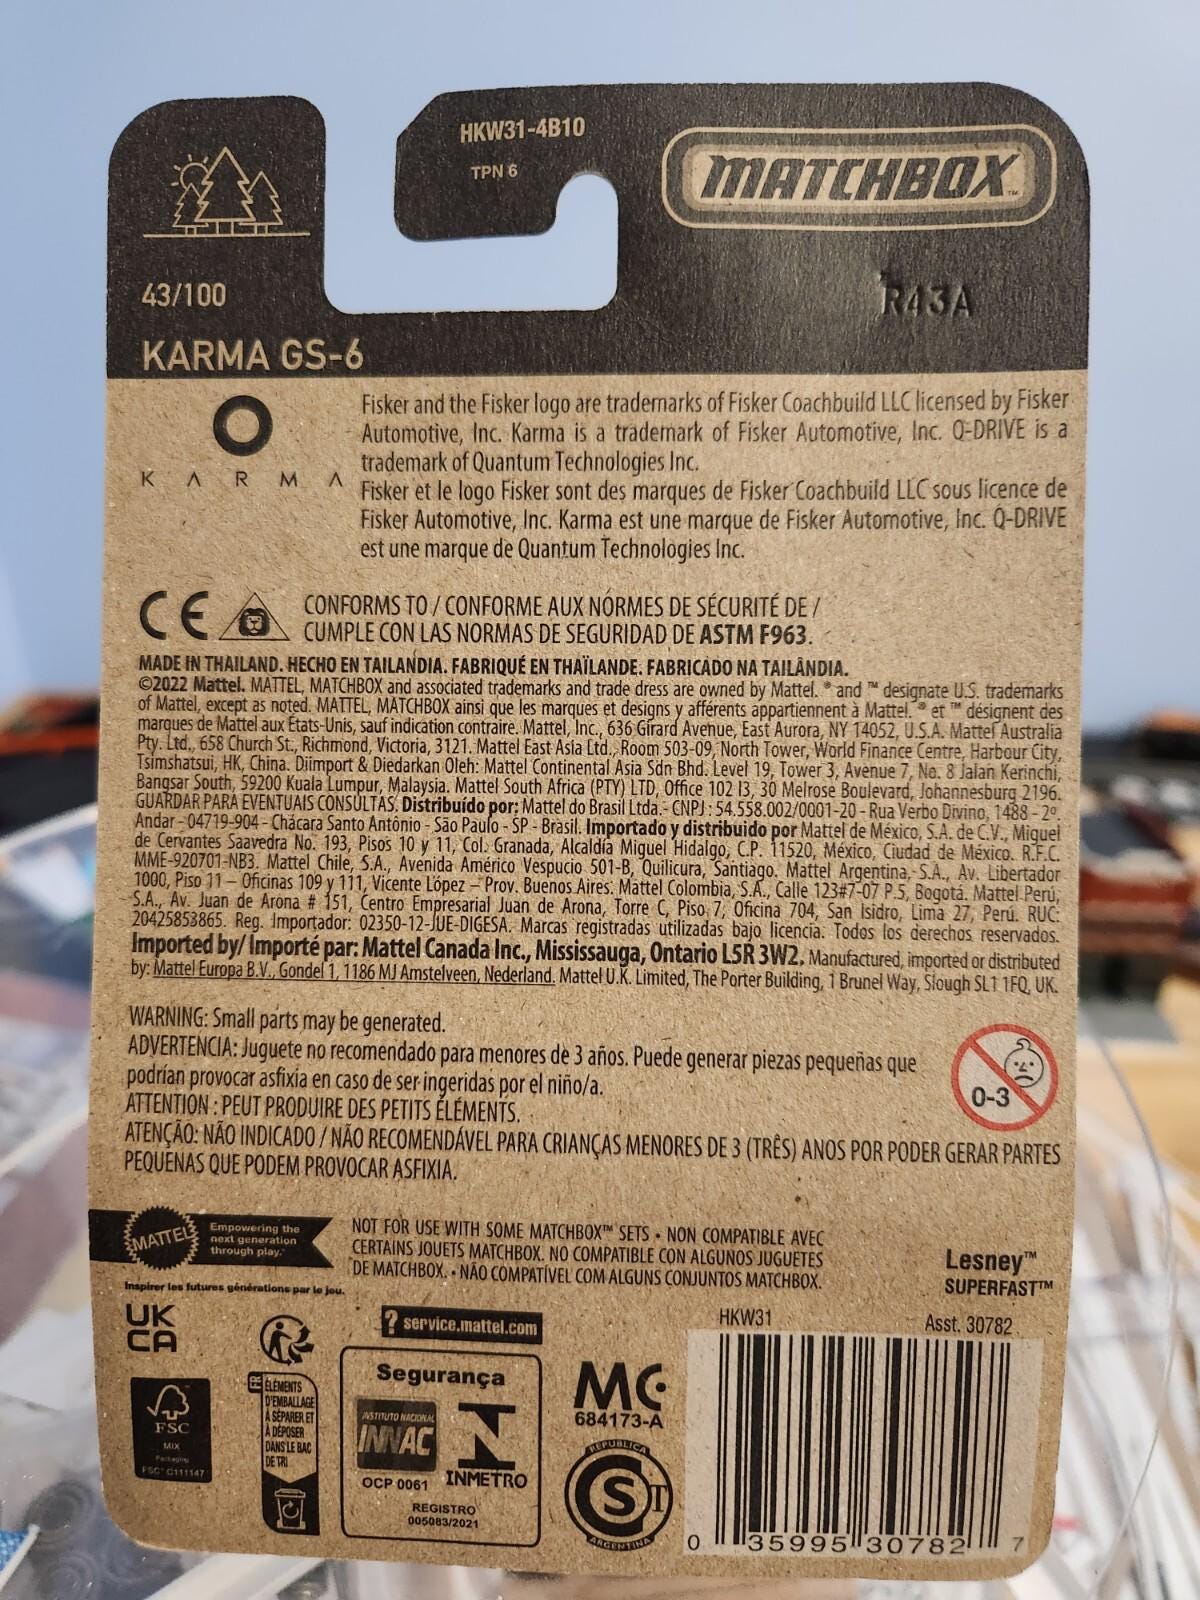 HKW31-4B10
TPN 6
MATCHBOX™
43/100
R43A
KARMA GS-6
KARMA
Fisker and the Fisker logo are trademarks of Fisker Coachbuild LLC licensed by Fisker
Automotive, Inc. Karma is a trademark of Fisker Automotive, Inc. Q-DRIVE is a
trademark of Quantum Technologies Inc.
Fisker et le logo Fisker sont des marques de Fisker Coachbuild LLC sous licence de
Fisker Automotive, Inc. Karma est une marque de Fisker Automotive, Inc. Q-DRIVE
est une marque de Quantum Technologies Inc.
CE
CONFORMS TO / CONFORME AUX NORMES DE SÉCURITÉ DE /
CUMPLE CON LAS NORMAS DE SEGURIDAD DE ASTM F963.
MADE IN THAILAND. HECHO EN TAILANDIA. FABRIQUÉ EN THAÏLANDE. FABRICADO NA TAILÂNDIA.
©2022 Mattel. MATTEL, MATCHBOX and associated trademarks and trade dress are owned by Mattel. ® and ™ designate U.S. trademarks
of Mattel, except as noted. MATTEL, MATCHBOX ainsi que les marques et designs y afférents appartiennent à Mattel. ® et ™ désignent des
marques de Mattel aux États-Unis, sauf indication contraire. Mattel, Inc., 636 Girard Avenue, East Aurora, NY 14052, U.S.A. Mattel Australia
Pty. Ltd., 658 Church St., Richmond, Victoria, 3121. Mattel East Asia Ltd., Room 503-09, North Tower, World Finance Centre, Harbour City,
Tsimshatsui, HK, China. Diimport & Diedarkan Oleh: Mattel Continental Asia Sdn Bhd. Level 19, Tower 3, Avenue 7, No. 8 Jalan Kerinchi,
Bangsar South, 59200 Kuala Lumpur, Malaysia. Mattel South Africa (PTY) LTD, Office 102 I3, 30 Melrose Boulevard, Johannesburg 2196.
GUARDAR PARA EVENTUAIS CONSULTAS. Distribuído por: Mattel do Brasil Ltda.- CNPJ : 54.558.002/0001-20 - Rua Verbo Divino, 1488 - 2º.
Andar - 04719-904 - Chácara Santo Antônio - São Paulo - SP - Brasil. Importado y distribuido por Mattel de México, S.A. de C.V., Miguel
de Cervantes Saavedra No. 193, Pisos 10 y 11, Col. Granada, Alcaldía Miguel Hidalgo, C.P. 11520, México, Ciudad de México. R.F.C.
MME-920701-NB3. Mattel Chile, S.A., Avenida Américo Vespucio 501-B, Quilicura, Santiago. Mattel Argentina, S.A., Av. Libertador
1000, Piso 11 – Oficinas 109 y 111, Vicente López – Prov. Buenos Aires. Mattel Colombia, S.A., Calle 123#7-07 P.5, Bogotá. Mattel Perú,
S.A., Av. Juan de Arona # 151, Centro Empresarial Juan de Arona, Torre C, Piso 7, Oficina 704, San Isidro, Lima 27, Perú. RUC:
20425853865. Reg. Importador: 02350-12-JUE-DIGESA. Marcas registradas utilizadas bajo licencia. Todos los derechos reservados.
Imported by/ Importé par: Mattel Canada Inc., Mississauga, Ontario L5R 3W2. Manufactured, imported or distributed
by: Mattel Europa B.V., Gondel 1, 1186 MJ Amstelveen, Nederland. Mattel U.K. Limited, The Porter Building, 1 Brunel Way, Slough SL1 1FQ, UK.
WARNING: Small parts may be generated.
ADVERTENCIA: Juguete no recomendado para menores de 3 años. Puede generar piezas pequeñas que
podrían provocar asfixia en caso de ser ingeridas por el niño/a.
ATTENTION : PEUT PRODUIRE DES PETITS ÉLÉMENTS.
ATENÇÃO: NÃO INDICADO / NÃO RECOMENDÁVEL PARA CRIANÇAS MENORES DE 3 (TRÊS) ANOS POR PODER GERAR PARTES
PEQUENAS QUE PODEM PROVOCAR ASFIXIA.
0-3
MATTEL
Empowering the
next generation
through play.™
Inspirer les futures générations par le jeu.
NOT FOR USE WITH SOME MATCHBOX™ SETS • NON COMPATIBLE AVEC
CERTAINS JOUETS MATCHBOX. NO COMPATIBLE CON ALGUNOS JUGUETES
DE MATCHBOX. • NÃO COMPATÍVEL COM ALGUNS CONJUNTOS MATCHBOX.
Lesney™
SUPERFAST™
UK
CA
? service.mattel.com
HKW31
Asst. 30782
FSC
MIX
Packaging
FSC® C111147
FR
ÉLÉMENTS
D'EMBALLAGE
À SÉPARER ET
À DÉPOSER
DANS LE BAC
DE TRI
Segurança
INSTITUTO NACIONAL
INNAC
OCP 0061
INMETRO
REGISTRO
005083/2021
MC
684173-A
REPUBLICA
S
T
ARGENTINA
0 35995 30782 7